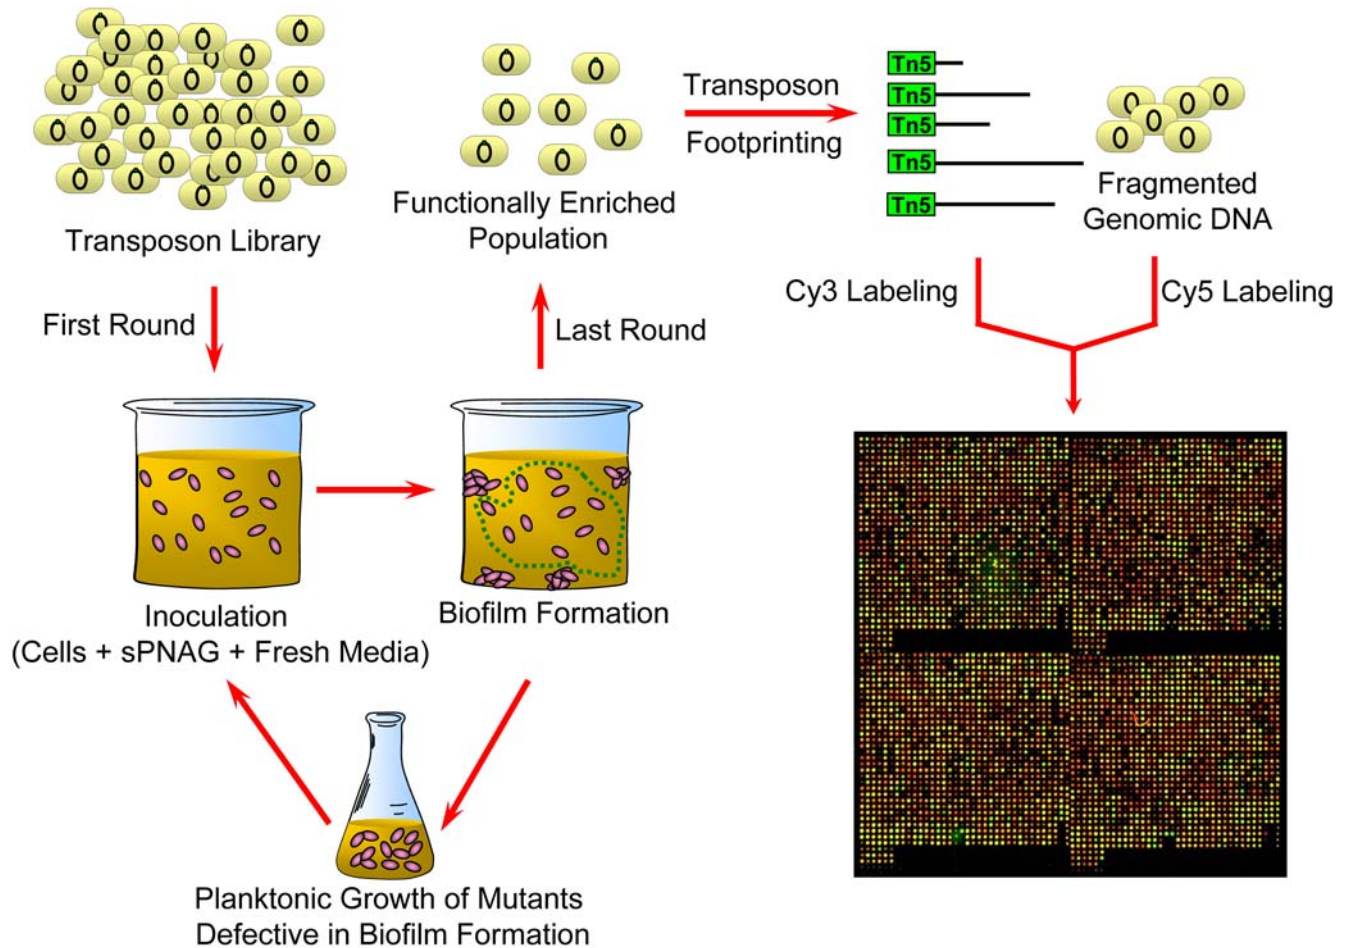 Transposon Library
First Round
Inoculation
(Cells + sPNAG + Fresh Media)
Biofilm Formation
Planktonic Growth of Mutants
Defective in Biofilm Formation
Last Round
Functionally Enriched
Population
Transposon
Footprinting
Tn5
Tn5
Tn5
Tn5
Tn5
Fragmented
Genomic DNA
Cy3 Labeling
Cy5 Labeling